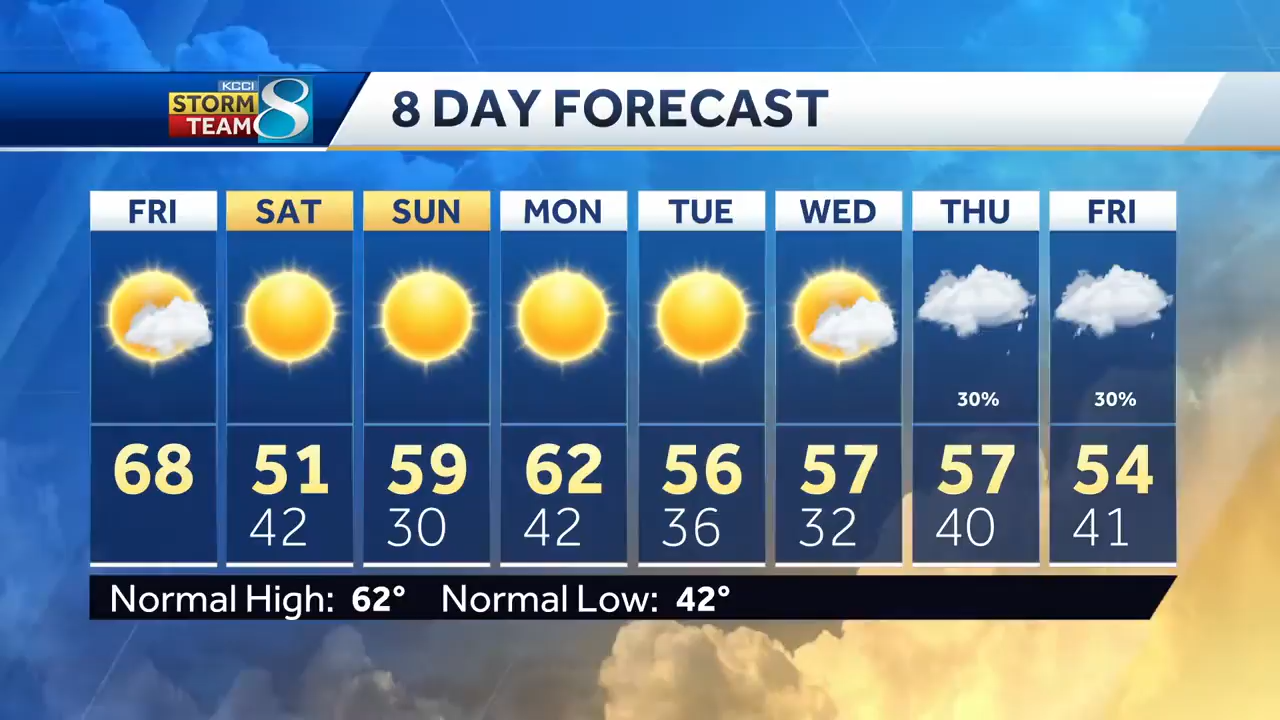 KCCI
STORM
TEAM 8
8 DAY FORECAST
FRI SAT SUN MON TUE WED THU FRI
30% 30%
68 51 59 62 56 57 57 54
42 30 42 36 32 40 41
Normal High: 62° Normal Low: 42°